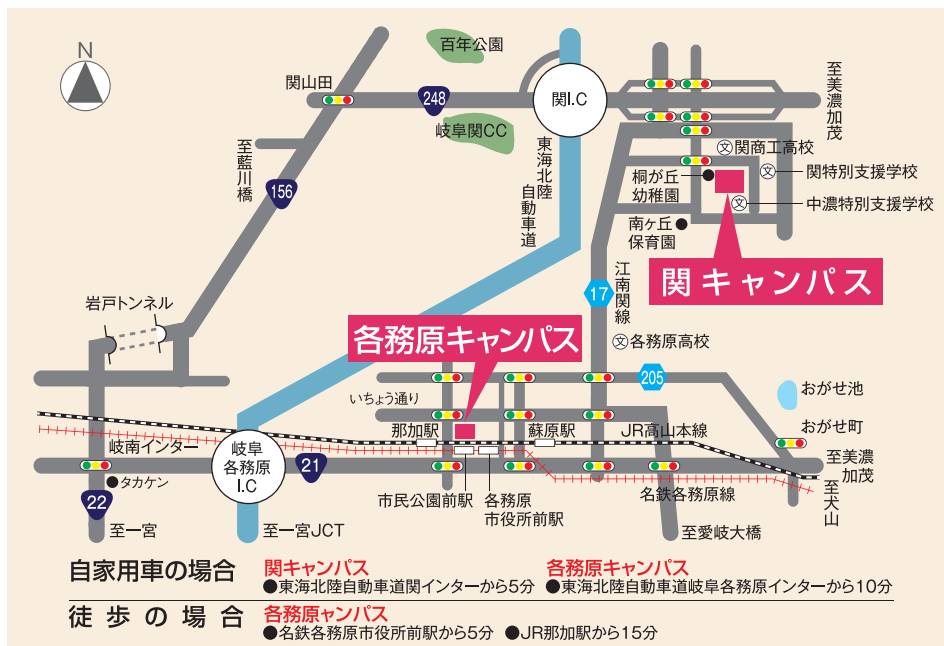 N
百年公園
関山田
248
関I.C
至美濃加茂
岐阜関CC
至藍川橋
156
東海北陸
自動車道
文関商工高校
文
関特別支援学校
桐が丘
幼稚園
文
中濃特別支援学校
南ヶ丘
保育園
関キャンパス
江南関線
17
岩戸トンネル
各務原キャンパス
文各務原高校
205
いちょう通り
おがせ池
那加駅
蘇原駅
JR高山本線
おがせ町
岐南インター
岐阜
各務原
I.C
21
至美濃
加茂
タカケン
22
市民公園前駅
各務原
市役所前駅
名鉄各務原線
至犬山
至一宮
至一宮JCT
至愛岐大橋
自家用車の場合
関キャンパス
●東海北陸自動車道関インターから5分
各務原キャンパス
●東海北陸自動車道岐阜各務原インターから10分
徒歩の場合
各務原ャンパス
●名鉄各務原市役所前駅から5分 ●JR那加駅から15分